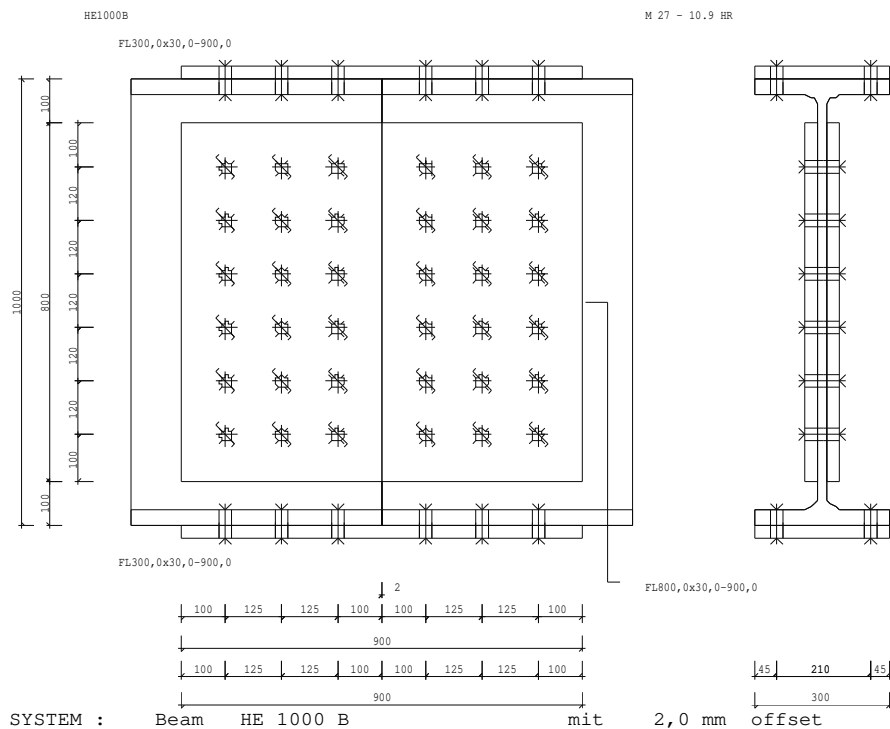 HE1000B
M 27 - 10.9 HR
FL300,0x30,0-900,0
100
100
120
120
120
120
120
100
100
800
1000
FL300,0x30,0-900,0
FL800,0x30,0-900,0
2
100 125 125 100 100 125 125 100
900
100 125 125 100 100 125 125 100
900
45 210 45
300
SYSTEM : Beam HE 1000 B mit 2,0 mm offset